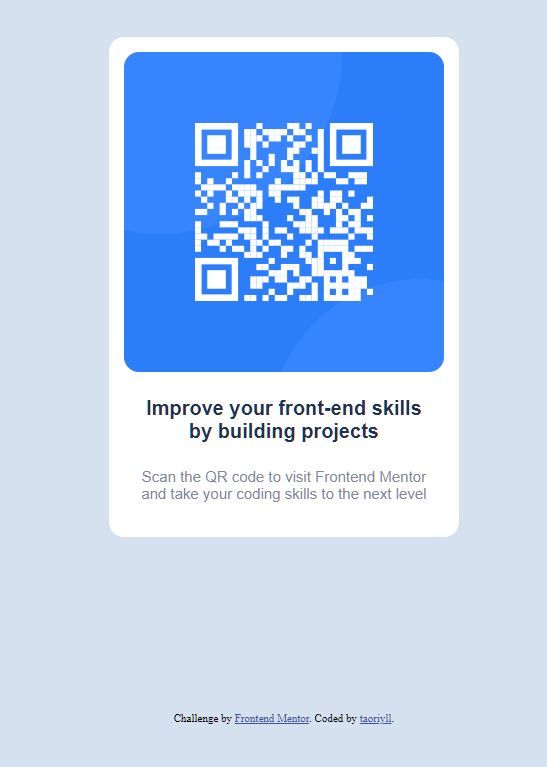 Improve your front-end skills
by building projects
Scan the QR code to visit Frontend Mentor
and take your coding skills to the next level
Challenge by Frontend Mentor. Coded by taoriyll.